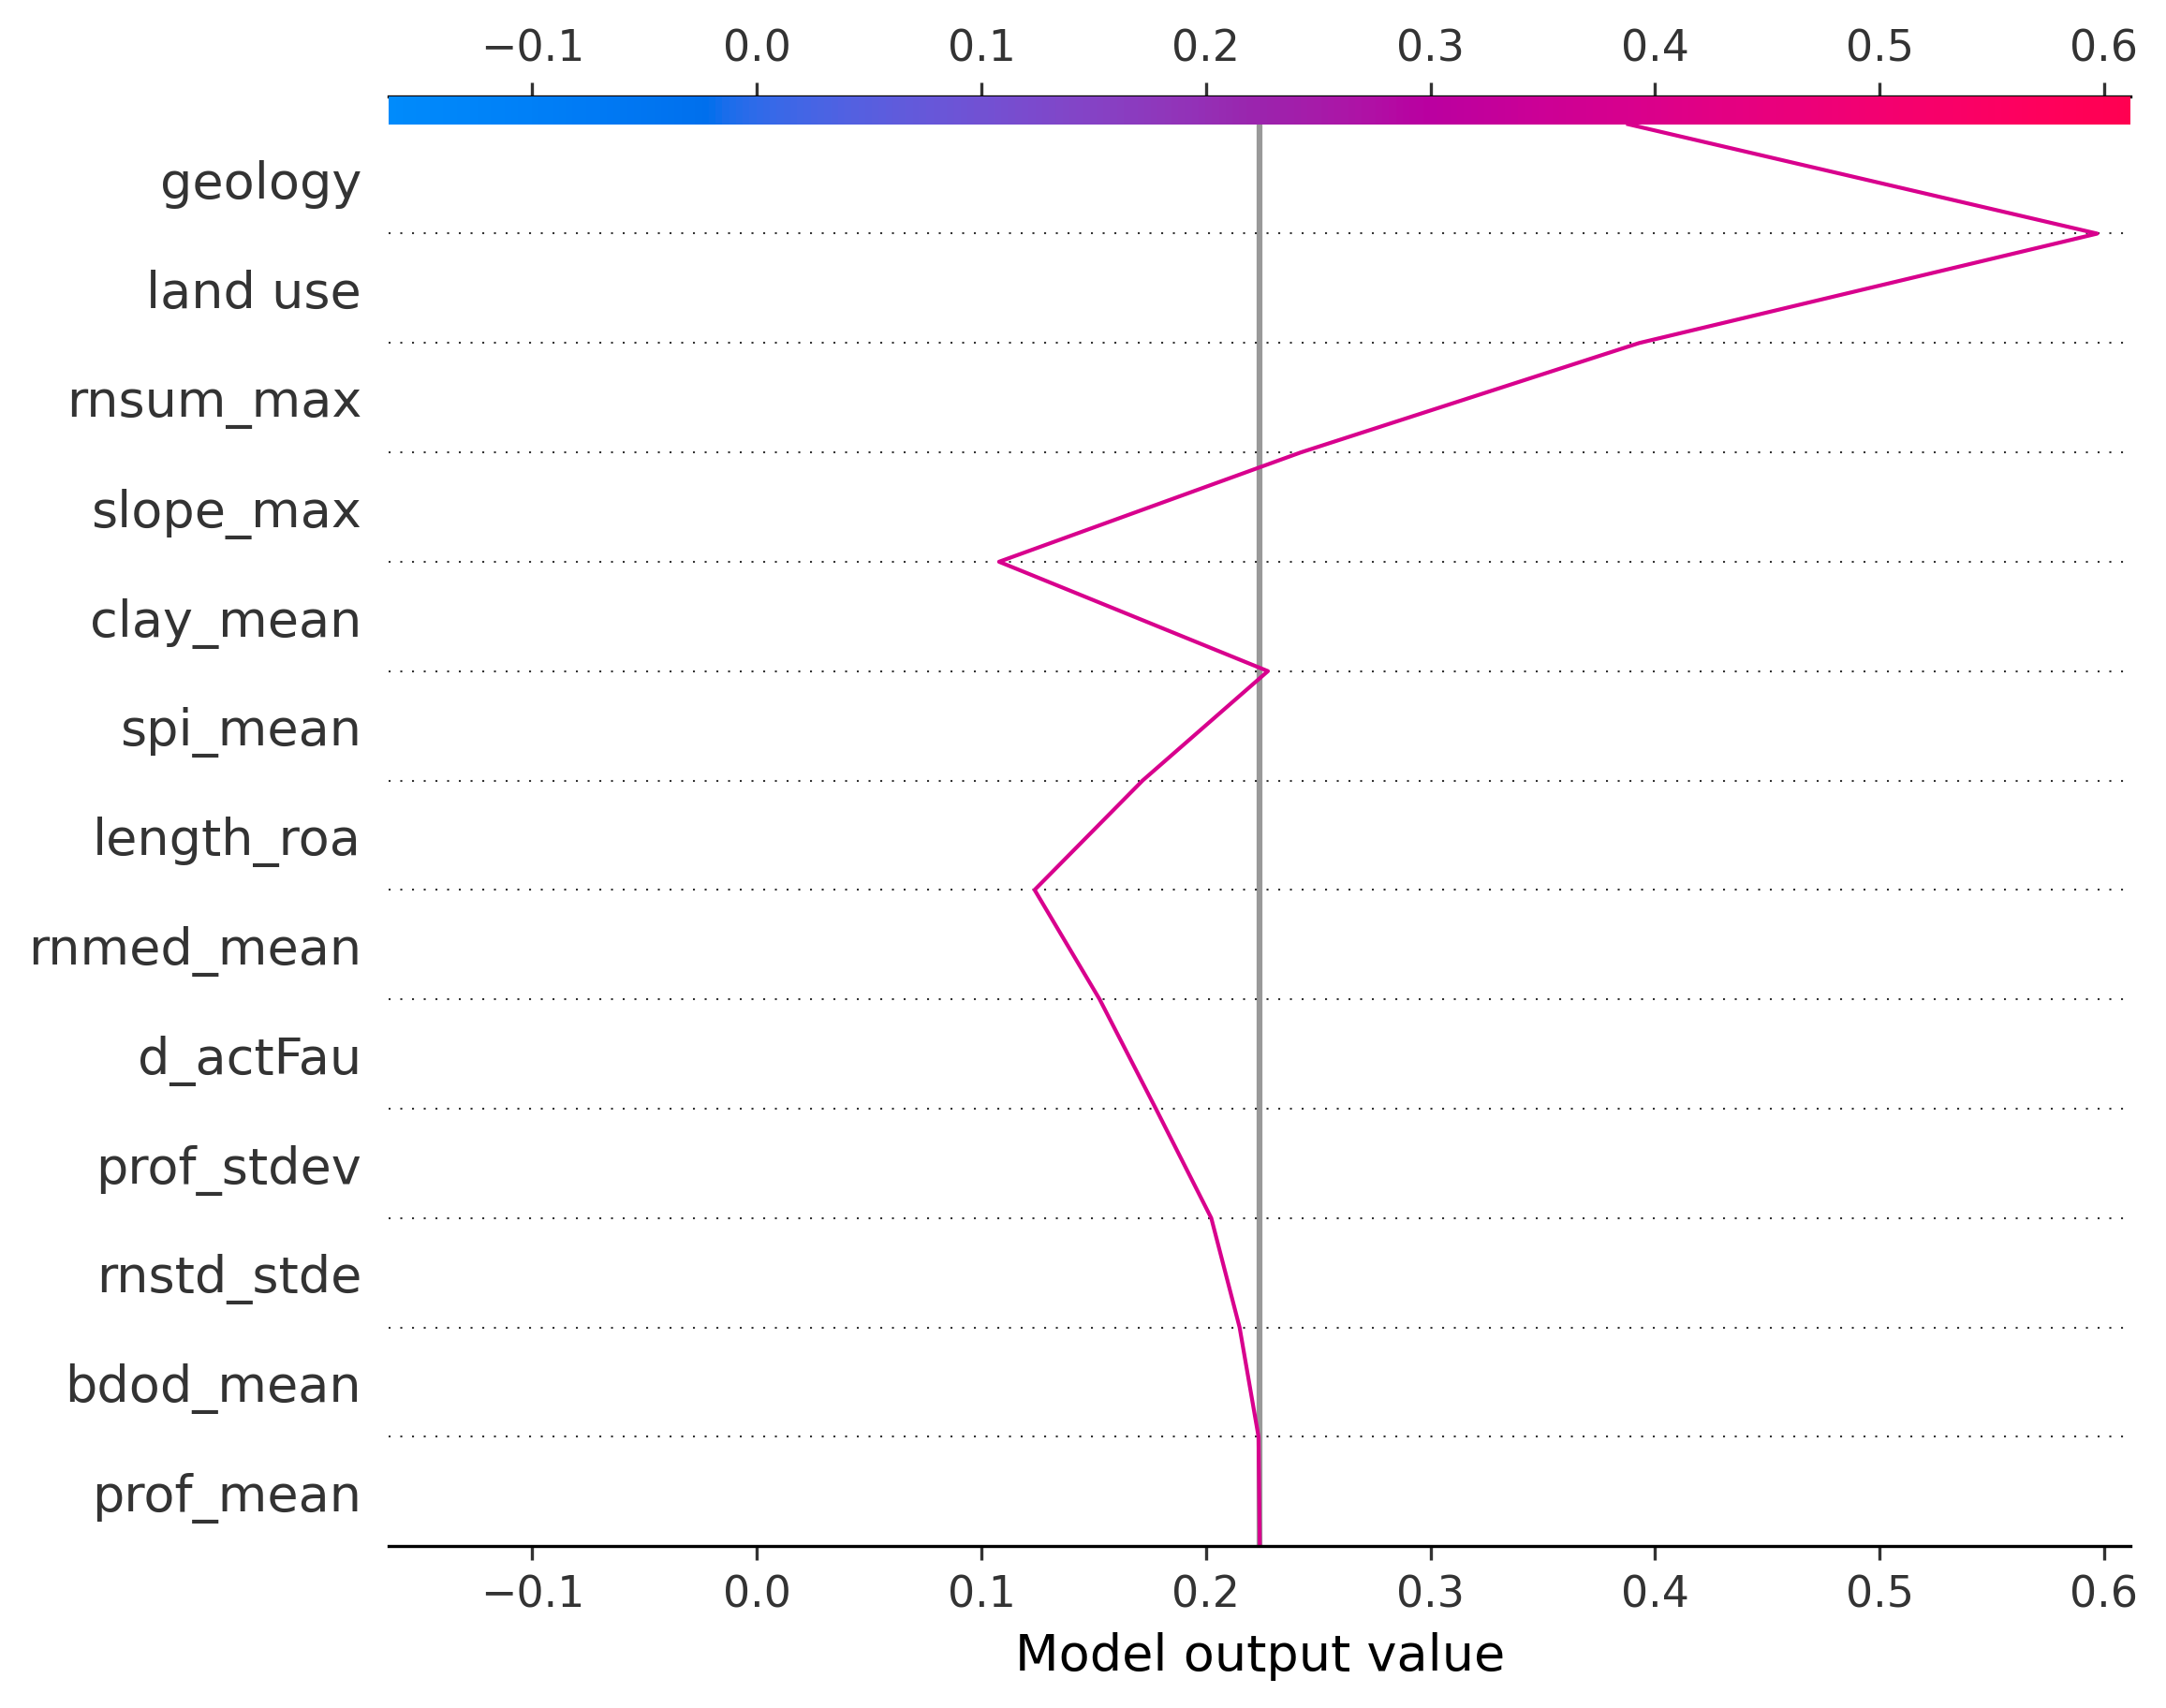 −0.1 0.0 0.1 0.2 0.3 0.4 0.5 0.6
geology
land use
rnsum_max
slope_max
clay_mean
spi_mean
length_roa
rnmed_mean
d_actFau
prof_stdev
rnstd_stde
bdod_mean
prof_mean
−0.1 0.0 0.1 0.2 0.3 0.4 0.5 0.6
Model output value